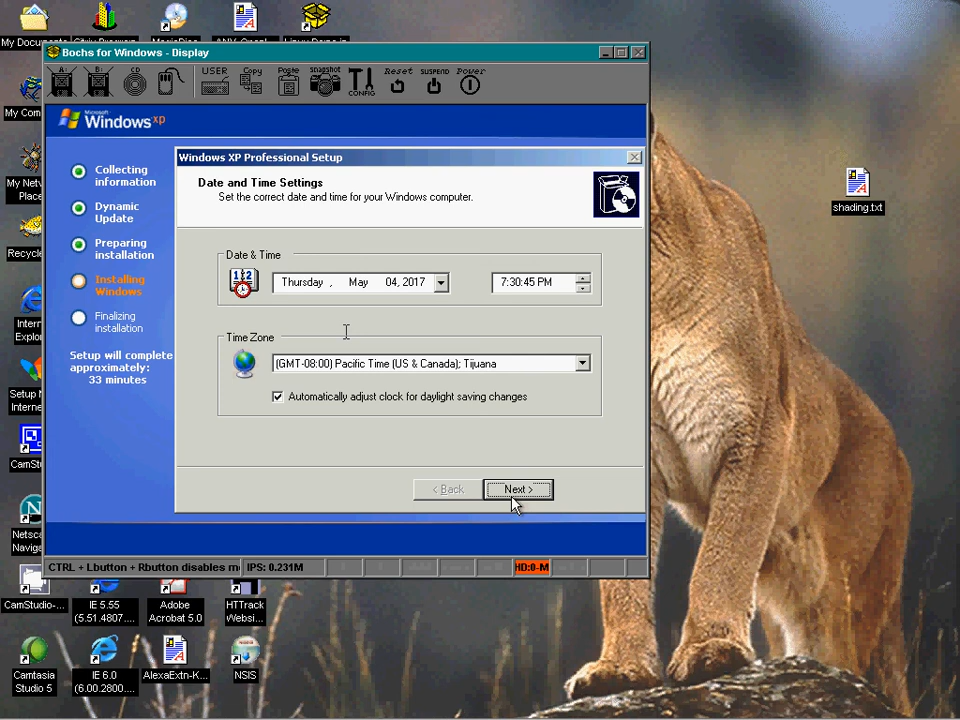 My Documents
Bochs for Windows - Display
USER
Copy
Paste
snapshot
CONFIG
Reset
SUSPEND
Power
CD
My Com
My Net
Place
Recycle
Intern
Explor
Setup
Interne
CamStu
Netsca
Naviga
shading.txt
Microsoft
Windows xp
Collecting
information
Dynamic
Update
Preparing
installation
Installing
Windows
Finalizing
installation
Setup will complete
approximately:
33 minutes
Windows XP Professional Setup
Date and Time Settings
Set the correct date and time for your Windows computer.
Date & Time
Thursday , May 04, 2017
7:30:45 PM
Time Zone
(GMT-08:00) Pacific Time (US & Canada); Tijuana
Automatically adjust clock for daylight saving changes
< Back
Next >
CTRL + Lbutton + Rbutton disables m
IPS: 0.231M
HD:0-M
CamStudio-...
IE 5.55
(5.51.4807....
Adobe
Acrobat 5.0
HTTrack
Websi...
Camtasia
Studio 5
IE 6.0
(6.00.2800....
AlexaExtn-K...
NSIS